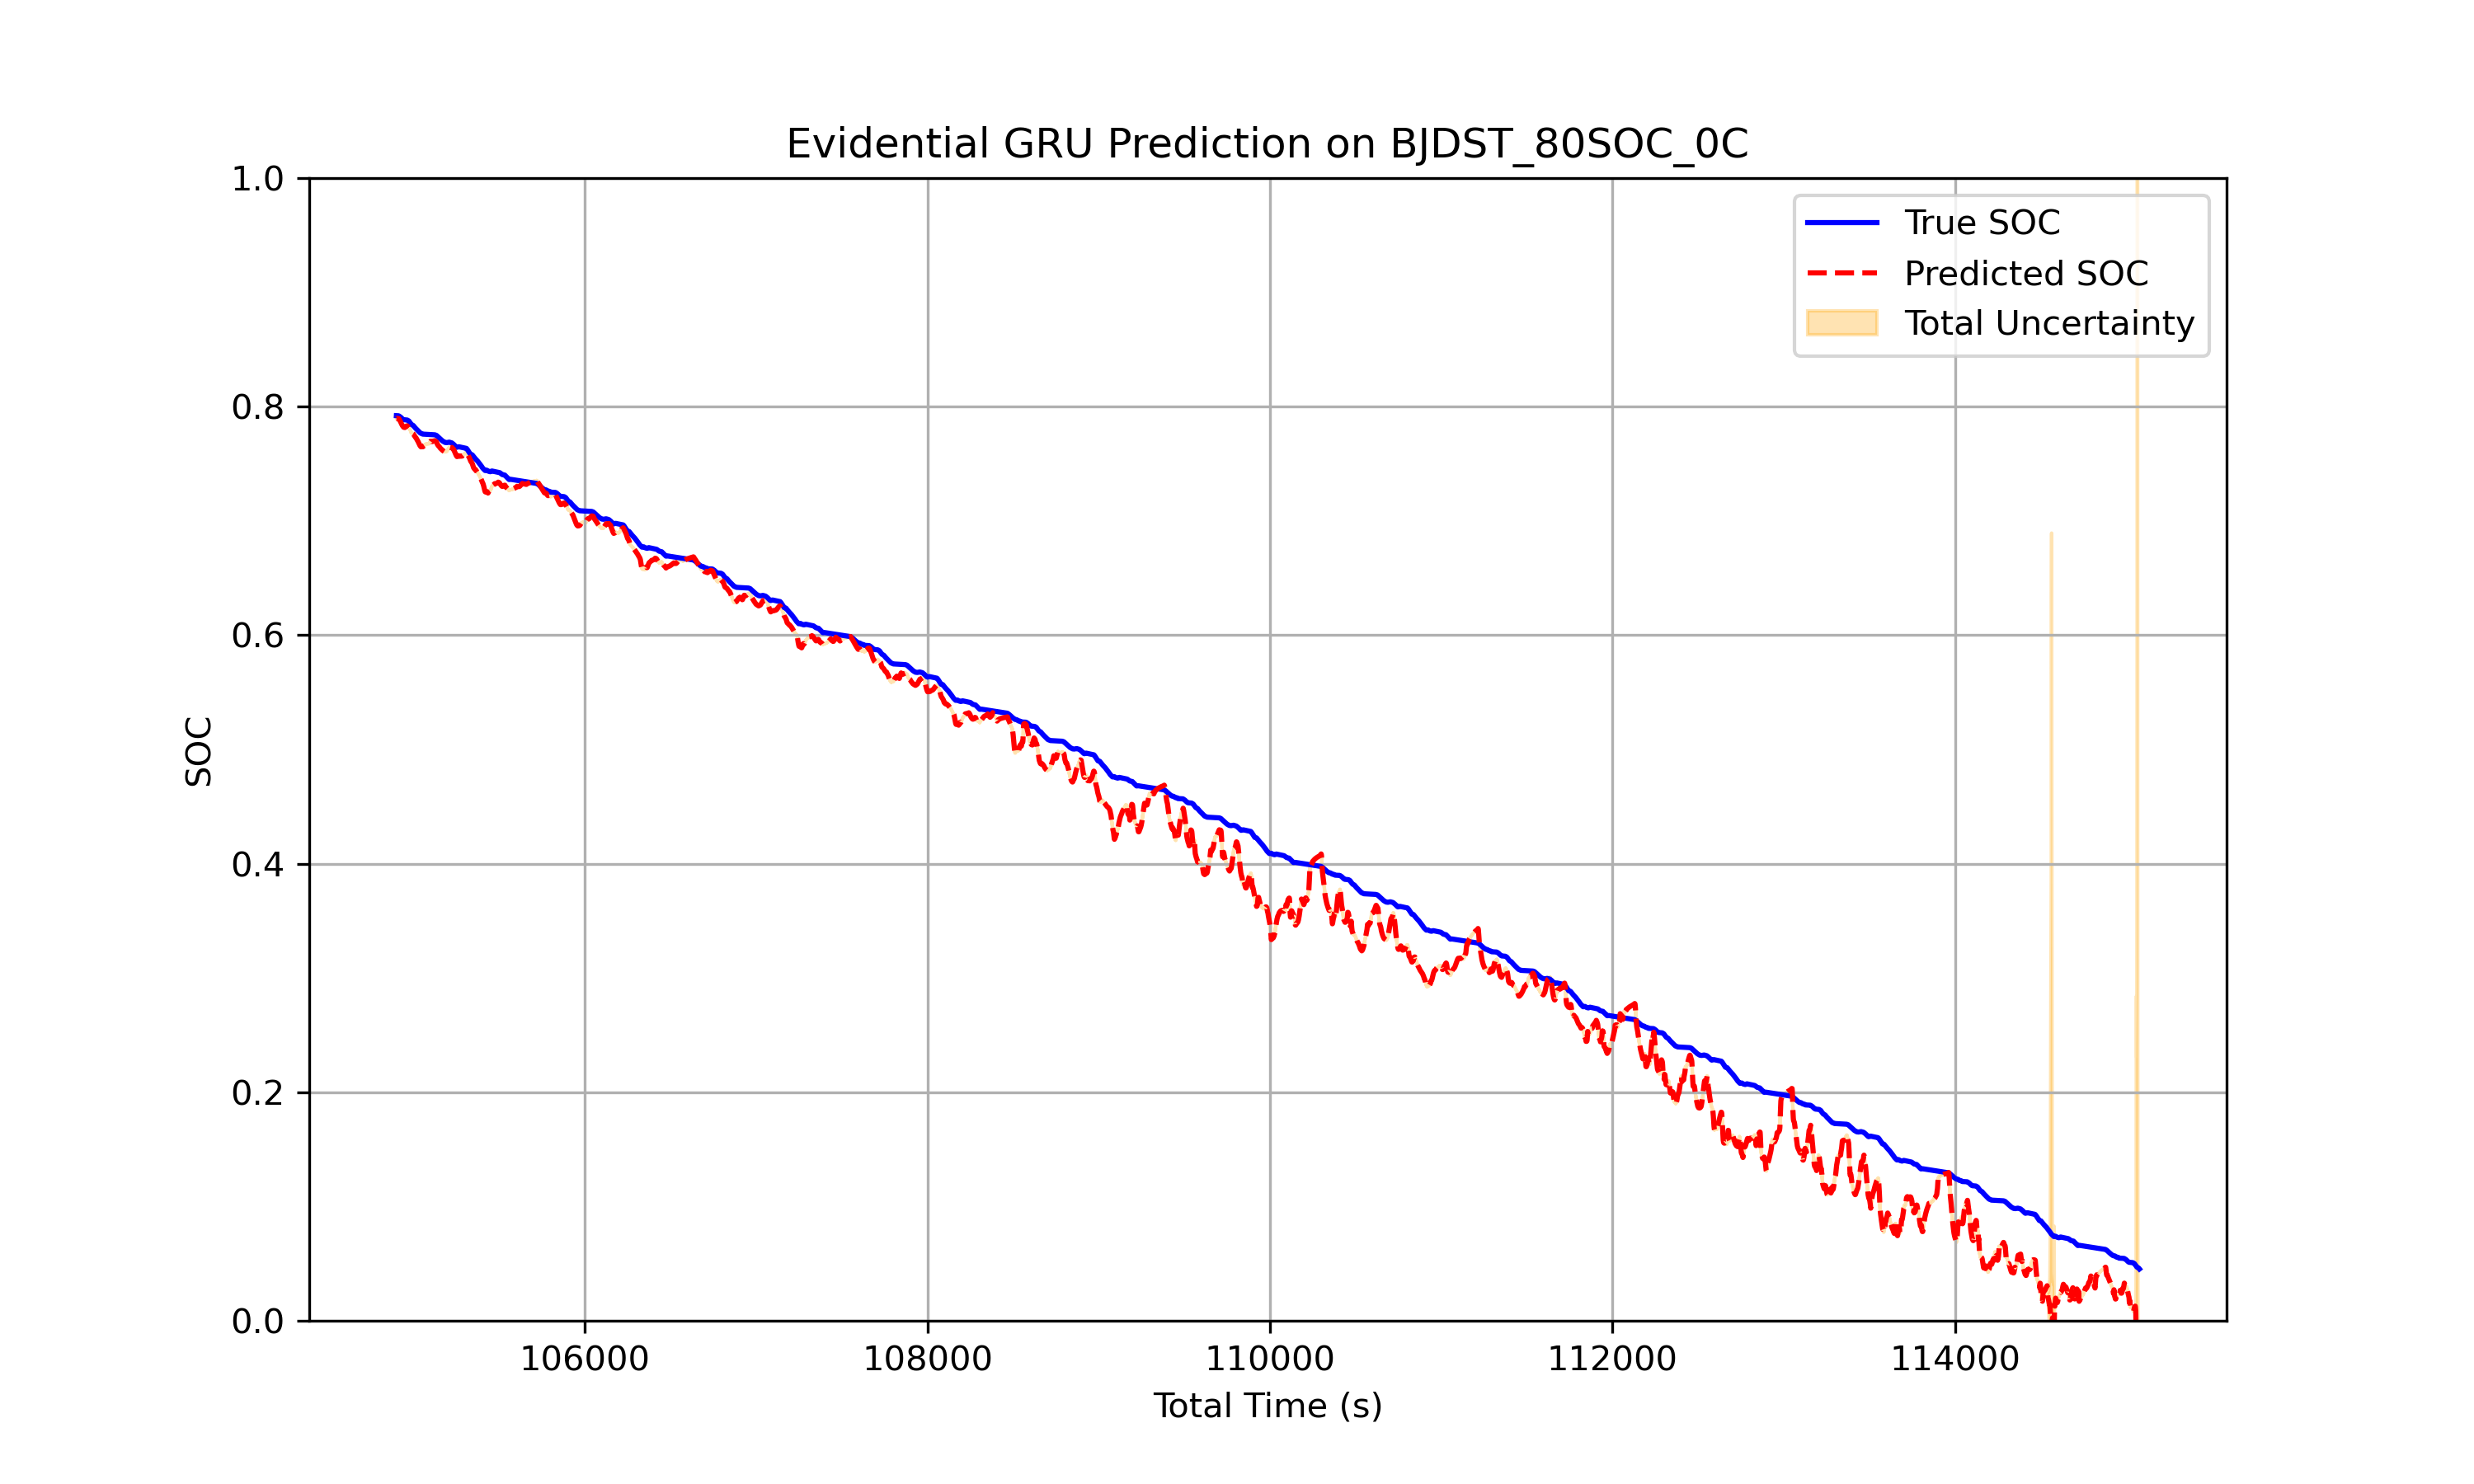 Evidential GRU Prediction on BJDST_80SOC_0C
1.0
0.8
0.6
0.4
0.2
0.0
SOC
106000
108000
110000
112000
114000
Total Time (s)
True SOC
Predicted SOC
Total Uncertainty